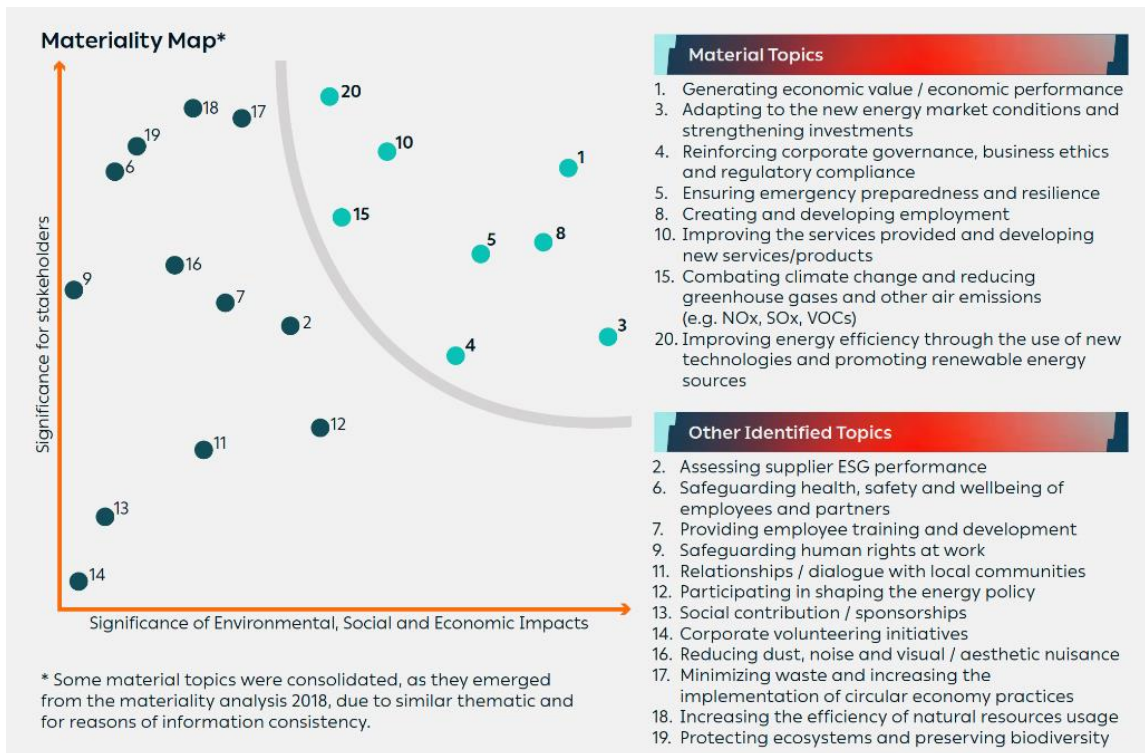 Materiality Map*
Significance for stakeholders
20
18
17
19
10
6
1
15
5
8
16
9
7
2
3
4
12
11
13
14
Significance of Environmental, Social and Economic Impacts
* Some material topics were consolidated, as they emerged
from the materiality analysis 2018, due to similar thematic and
for reasons of information consistency.
Material Topics
1. Generating economic value / economic performance
3. Adapting to the new energy market conditions and
strengthening investments
4. Reinforcing corporate governance, business ethics
and regulatory compliance
5. Ensuring emergency preparedness and resilience
8. Creating and developing employment
10. Improving the services provided and developing
new services/products
15. Combating climate change and reducing
greenhouse gases and other air emissions
(e.g. NOx, SOx, VOCs)
20. Improving energy efficiency through the use of new
technologies and promoting renewable energy
sources
Other Identified Topics
2. Assessing supplier ESG performance
6. Safeguarding health, safety and wellbeing of
employees and partners
7. Providing employee training and development
9. Safeguarding human rights at work
11. Relationships / dialogue with local communities
12. Participating in shaping the energy policy
13. Social contribution / sponsorships
14. Corporate volunteering initiatives
16. Reducing dust, noise and visual / aesthetic nuisance
17. Minimizing waste and increasing the
implementation of circular economy practices
18. Increasing the efficiency of natural resources usage
19. Protecting ecosystems and preserving biodiversity